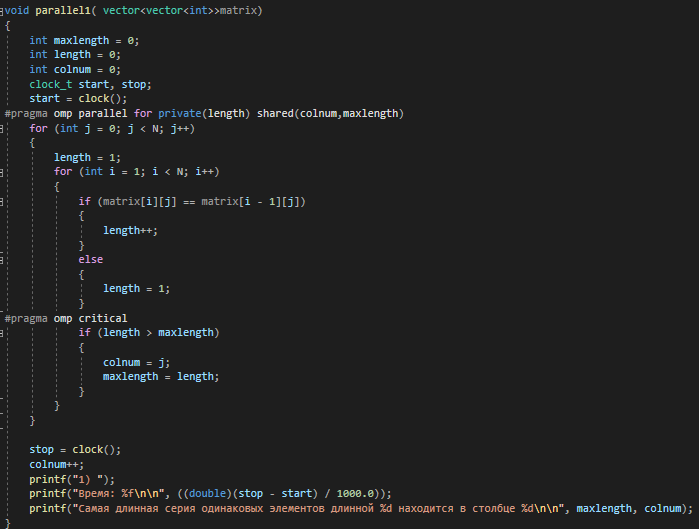 void parallel1( vector<vector<int>>matrix)
{
int maxlength = 0;
int length = 0;
int colnum = 0;
clock_t start, stop;
start = clock();
#pragma omp parallel for private(length) shared(colnum,maxlength)
for (int j = 0; j < N; j++)
{
length = 1;
for (int i = 1; i < N; i++)
{
if (matrix[i][j] == matrix[i - 1][j])
{
length++;
}
else
{
length = 1;
}
#pragma omp critical
if (length > maxlength)
{
colnum = j;
maxlength = length;
}
}
}
stop = clock();
colnum++;
printf("1) ");
printf("Время: %f\n\n", ((double)(stop - start) / 1000.0));
printf("Самая длинная серия одинаковых элементов длинной %d находится в столбце %d\n\n", maxlength, colnum);
}